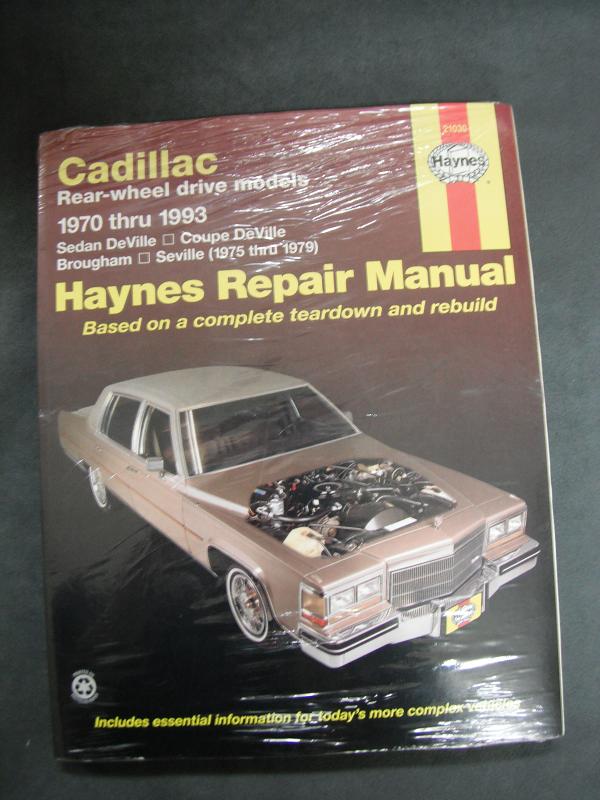 21030
Haynes
Cadillac
Rear-wheel drive models
1970 thru 1993
Sedan DeVille □ Coupe DeVille
Brougham □ Seville (1975 thru 1979)
Haynes Repair Manual
Based on a complete teardown and rebuild
Includes essential information for today's more complex vehicles